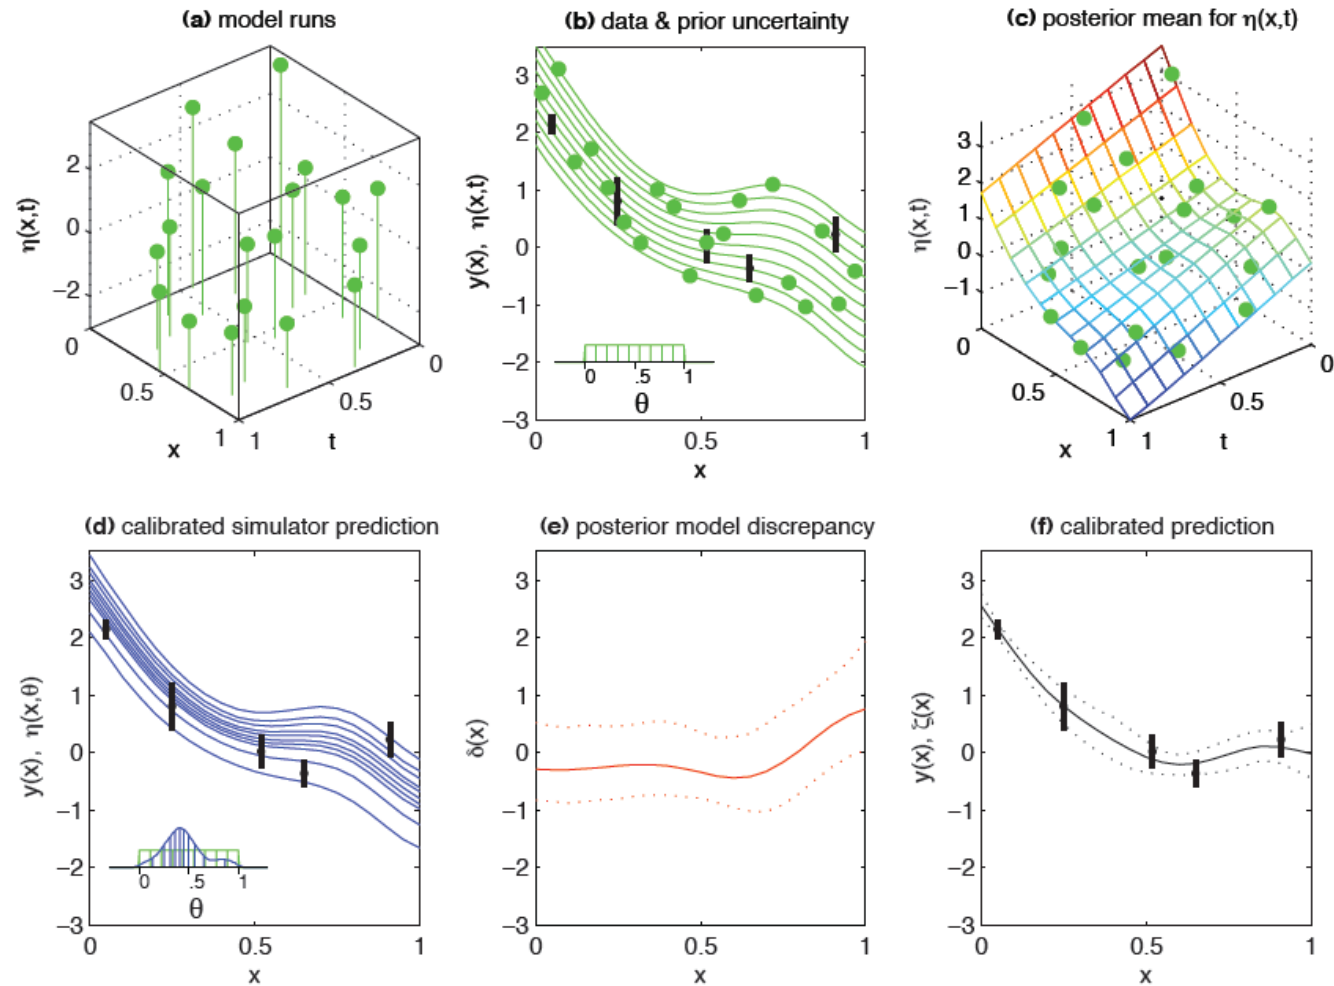 (a) model runs
η(x,t)
2
0
−2
0
0.5
1
x
1
0.5
0
t
(b) data & prior uncertainty
y(x), η(x,t)
3
2
1
0
−1
−2
−3
0 .5 1
θ
0 0.5 1
x
(c) posterior mean for η(x,t)
η(x,t)
3
2
1
0
−1
0
0.5
1
x
1
0.5
0
t
(d) calibrated simulator prediction
y(x), η(x,θ)
3
2
1
0
−1
−2
−3
0 .5 1
θ
0 0.5 1
x
(e) posterior model discrepancy
δ(x)
3
2
1
0
−1
−2
−3
0 0.5 1
x
(f) calibrated prediction
y(x), ζ(x)
3
2
1
0
−1
−2
−3
0 0.5 1
x